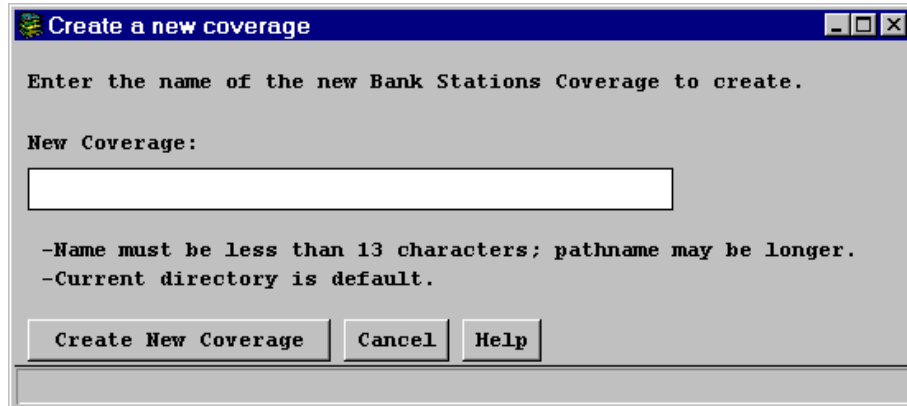 Create a new coverage
Enter the name of the new Bank Stations Coverage to create.
New Coverage:
-Name must be less than 13 characters; pathname may be longer.
-Current directory is default.
Create New Coverage Cancel Help